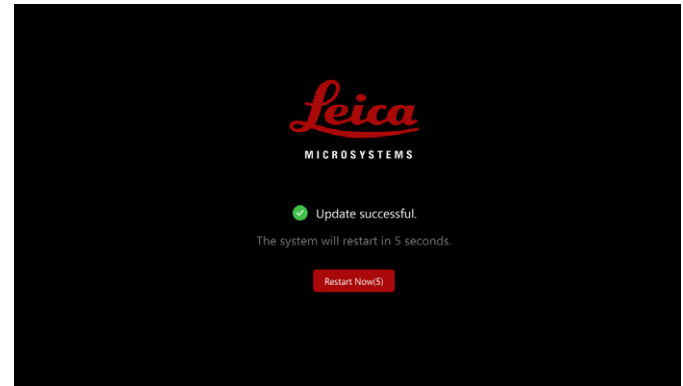 Leica
MICROSYSTEMS
Update successful.
The system will restart in 5 seconds.
Restart Now(5)